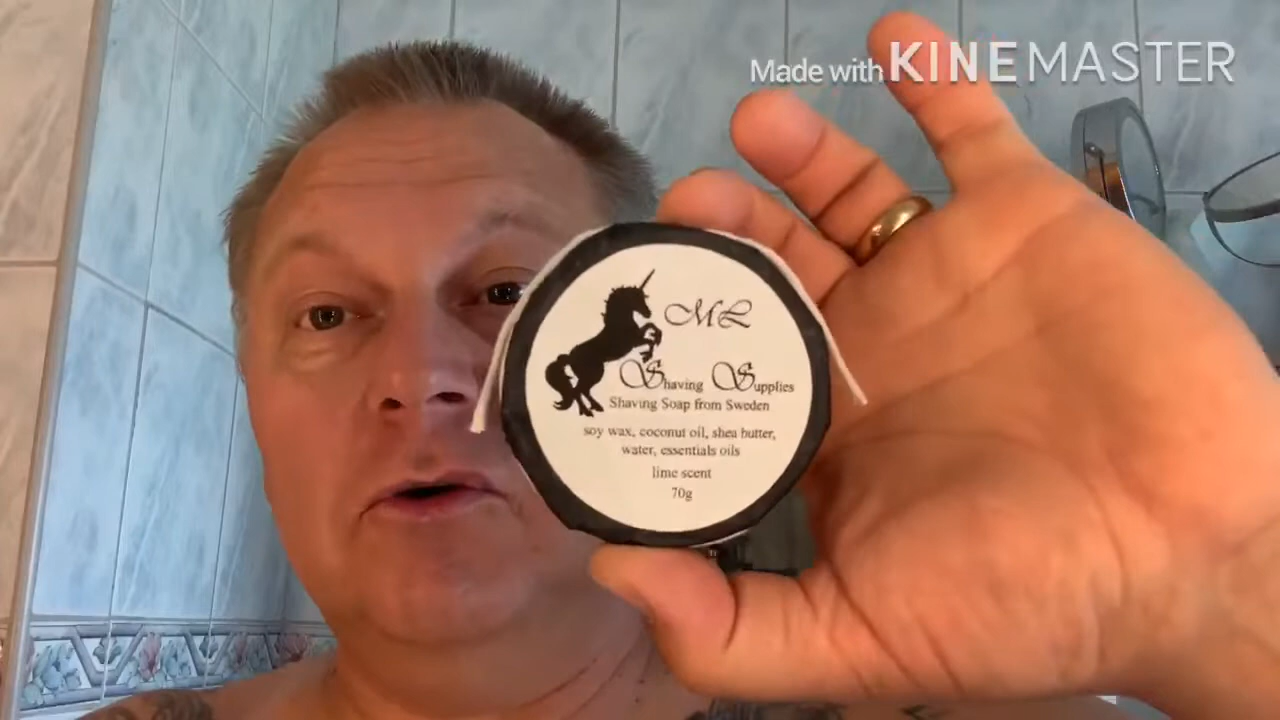 Made with KINEMASTER
ML
Shaving Supplies
Shaving Soap from Sweden
soy wax, coconut oil, shea butter,
water, essentials oils
lime scent
70g